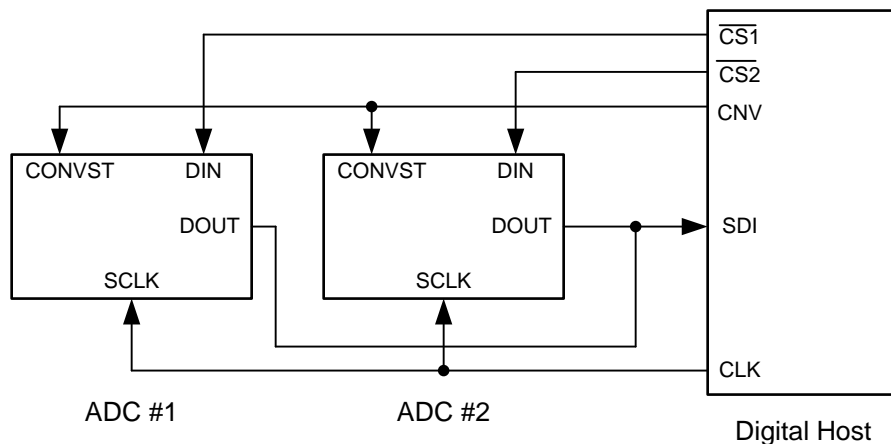 CS1
CS2
CNV
CONVST DIN CONVST DIN
DOUT DOUT SDI
SCLK SCLK
CLK
ADC #1 ADC #2
Digital Host